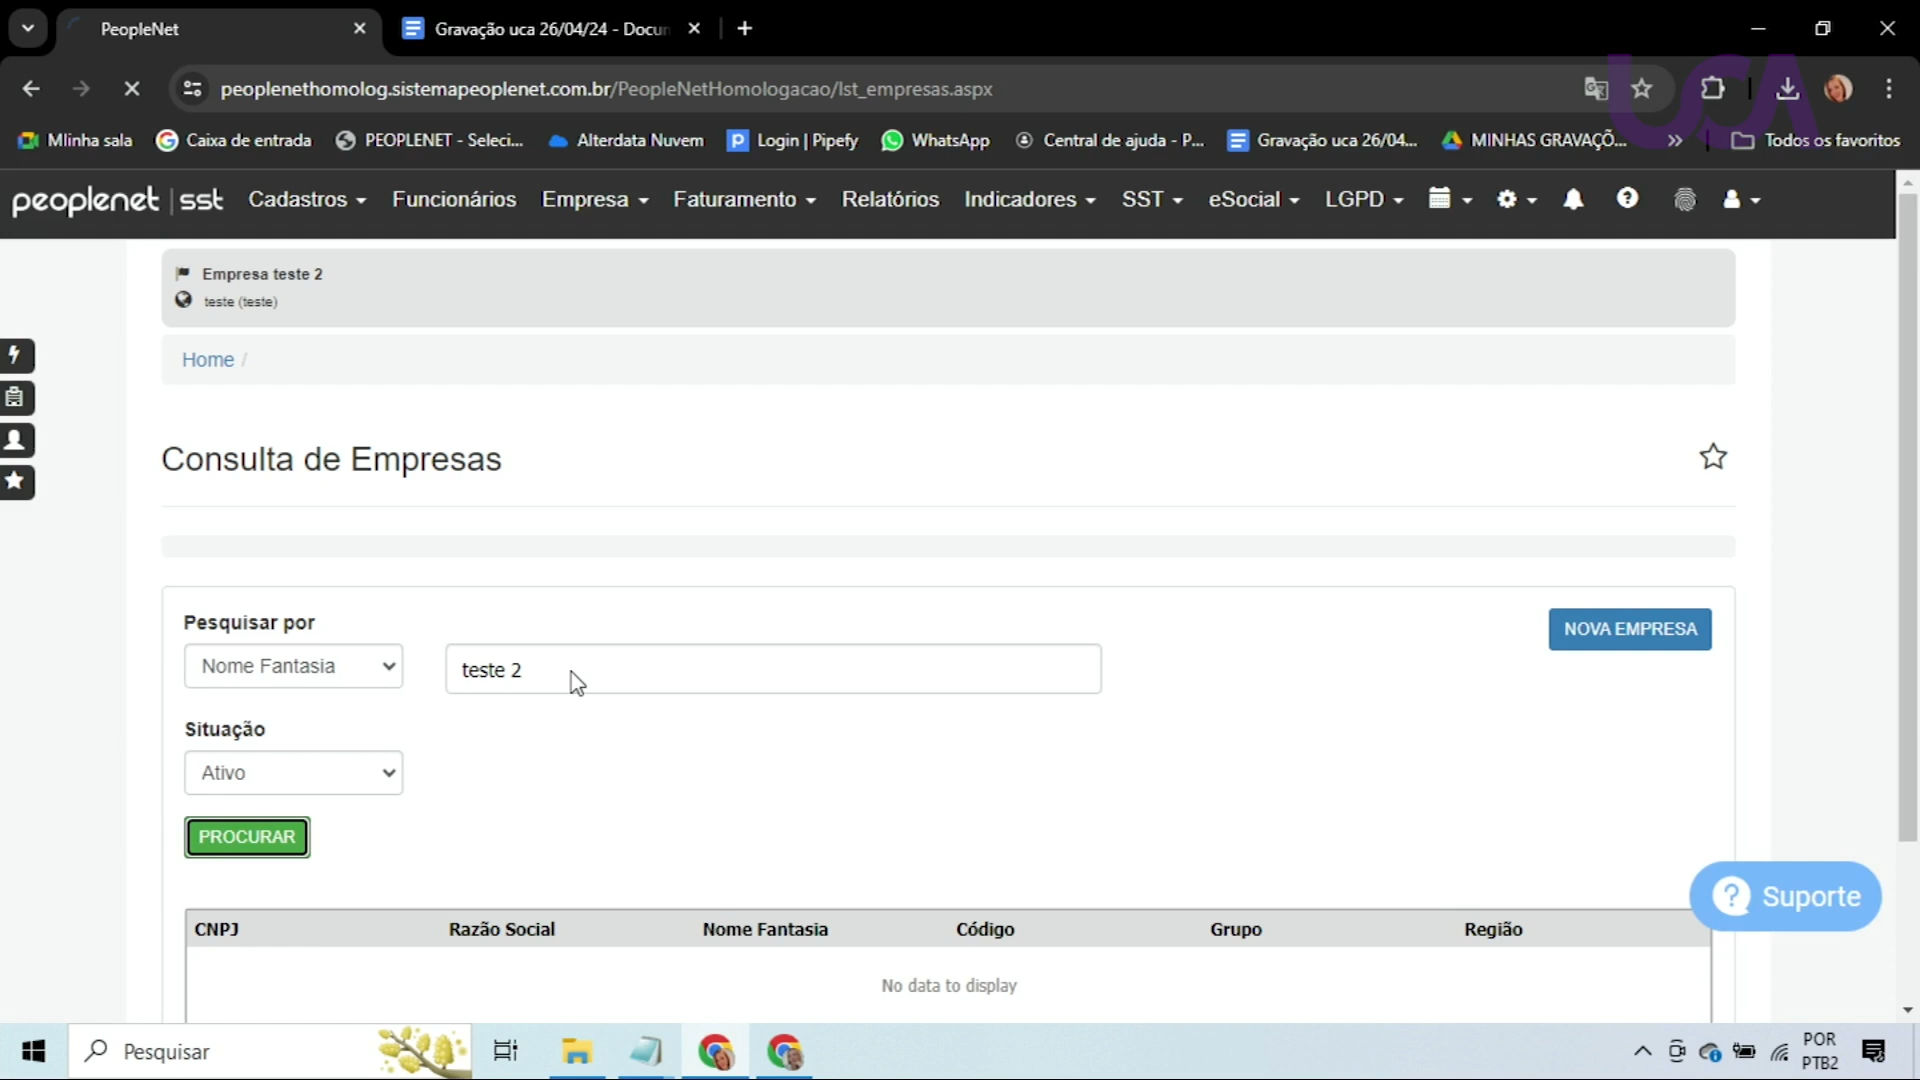 PeopleNet
Gravação uca 26/04/24 - Docun
peoplenethomolog.sistemapeoplenet.com.br/PeopleNetHomologacao/lst_empresas.aspx
UCA
MIinha sala Caixa de entrada PEOPLENET - Seleci... Alterdata Nuvem Login | Pipefy WhatsApp Central de ajuda - P... Gravação uca 26/04... MINHAS GRAVAÇÕ... Todos os favoritos
peoplenet | sst Cadastros Funcionários Empresa Faturamento Relatórios Indicadores SST eSocial LGPD
Empresa teste 2
teste (teste)
Home /
Consulta de Empresas
Pesquisar por
NOVA EMPRESA
Nome Fantasia teste 2
Situação
Ativo
PROCURAR
Suporte
CNPJ Razão Social Nome Fantasia Código Grupo Região
No data to display
Pesquisar
POR
PTB2